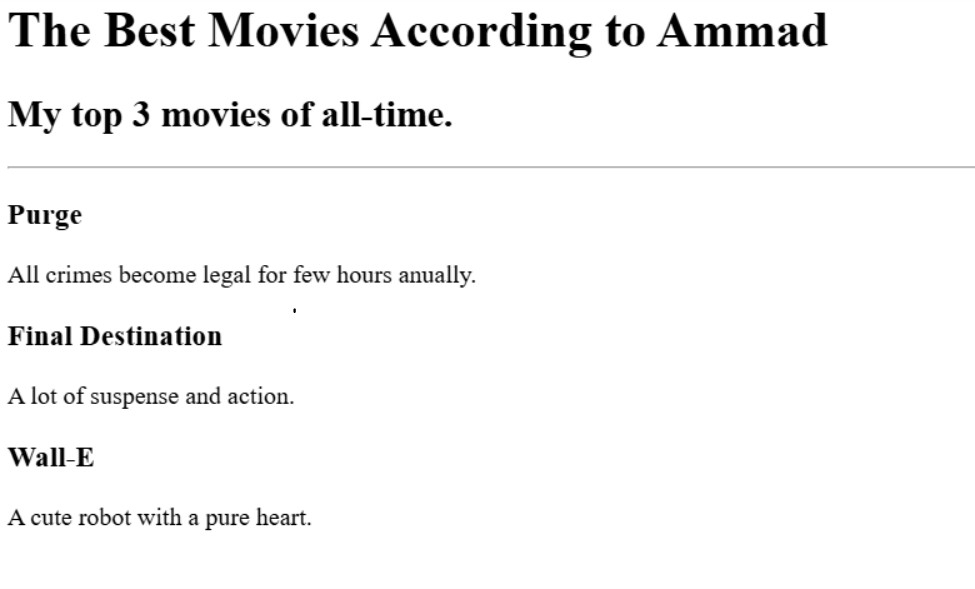 The Best Movies According to Ammad
My top 3 movies of all-time.
Purge
All crimes become legal for few hours anually.
Final Destination
A lot of suspense and action.
Wall-E
A cute robot with a pure heart.